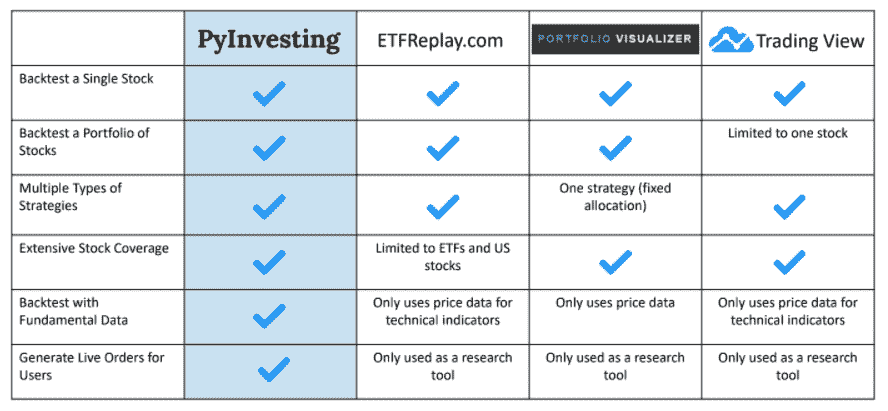 PyInvesting
ETFReplay.com
PORTFOLIO VISUALIZER
Trading View
Backtest a Single Stock
Backtest a Portfolio of
Stocks
Limited to one stock
Multiple Types of
Strategies
One strategy (fixed
allocation)
Extensive Stock Coverage
Limited to ETFs and US
stocks
Backtest with
Fundamental Data
Only uses price data for
technical indicators
Only uses price data
Only uses price data for
technical indicators
Generate Live Orders for
Users
Only used as a research
tool
Only used as a research
tool
Only used as a research
tool